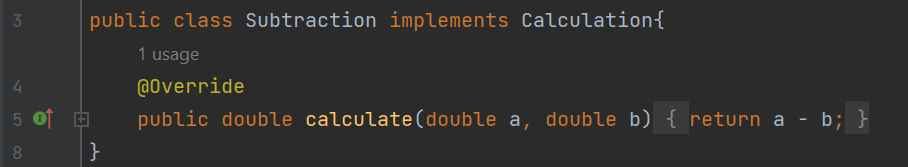 3 public class Subtraction implements Calculation{
1 usage
4 @Override
5 public double calculate(double a, double b) { return a - b; }
8 }